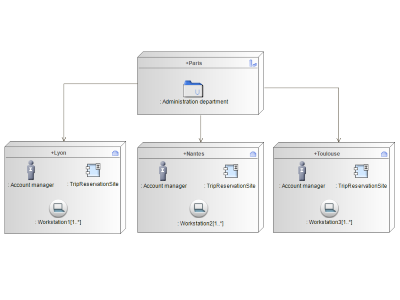 +Paris
: Administration department
+Lyon
: Account manager
: TripReservationSite
: Workstation1[1..*]
+Nantes
: Account manager
: TripReservationSite
: Workstation2[1..*]
+Toulouse
: Account manager
: TripReservationSite
: Workstation3[1..*]